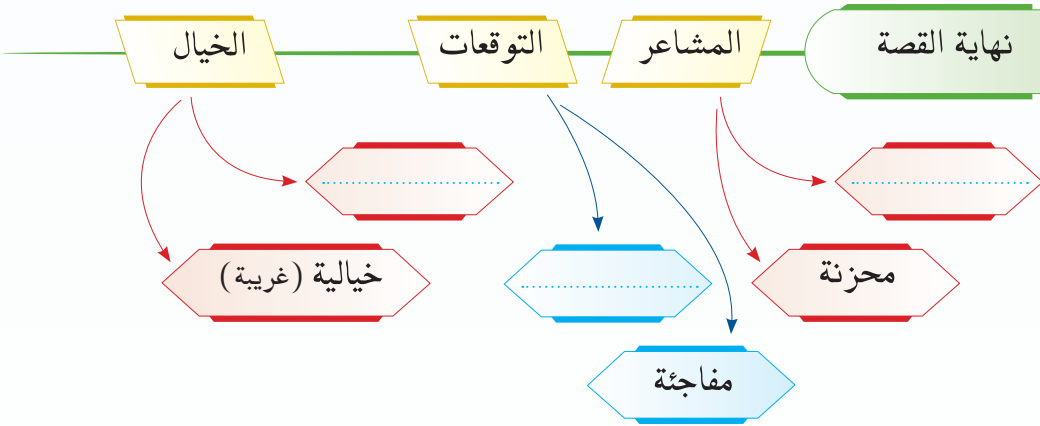 نهاية القصة
المشاعر
التوقعات
الخيال
محزنة
خيالية (غريبة)
مفاجئة